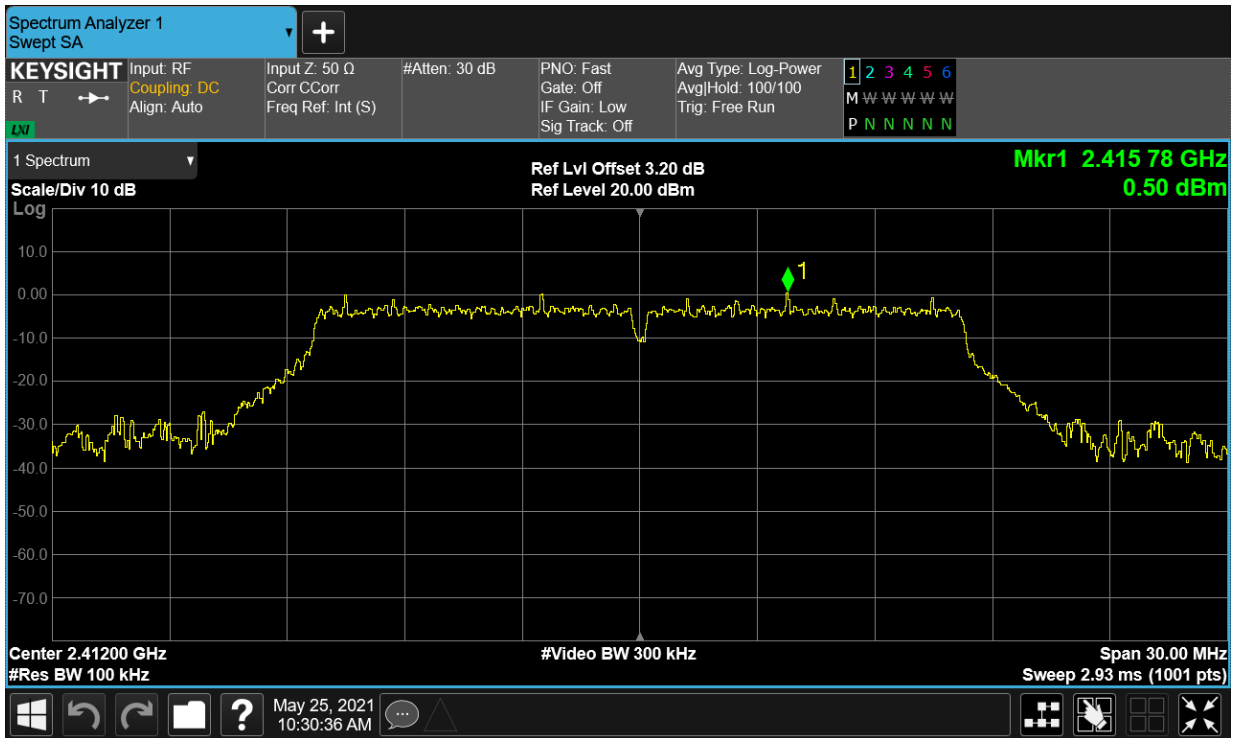 Spectrum Analyzer 1
Swept SA
+
KEYSIGHT
R T
LXI
Input: RF
Coupling: DC
Align: Auto
Input Z: 50 Ω
Corr CCorr
Freq Ref: Int (S)
#Atten: 30 dB
PNO: Fast
Gate: Off
IF Gain: Low
Sig Track: Off
Avg Type: Log-Power
Avg|Hold: 100/100
Trig: Free Run
1 2 3 4 5 6
M W W W W W
P N N N N N N
1 Spectrum
Scale/Div 10 dB
Log
Ref Lvl Offset 3.20 dB
Ref Level 20.00 dBm
Mkr1 2.415 78 GHz
0.50 dBm
1
10.0
0.00
-10.0
-20.0
-30.0
-40.0
-50.0
-60.0
-70.0
Center 2.41200 GHz
#Res BW 100 kHz
#Video BW 300 kHz
Span 30.00 MHz
Sweep 2.93 ms (1001 pts)
?
May 25, 2021
10:30:36 AM